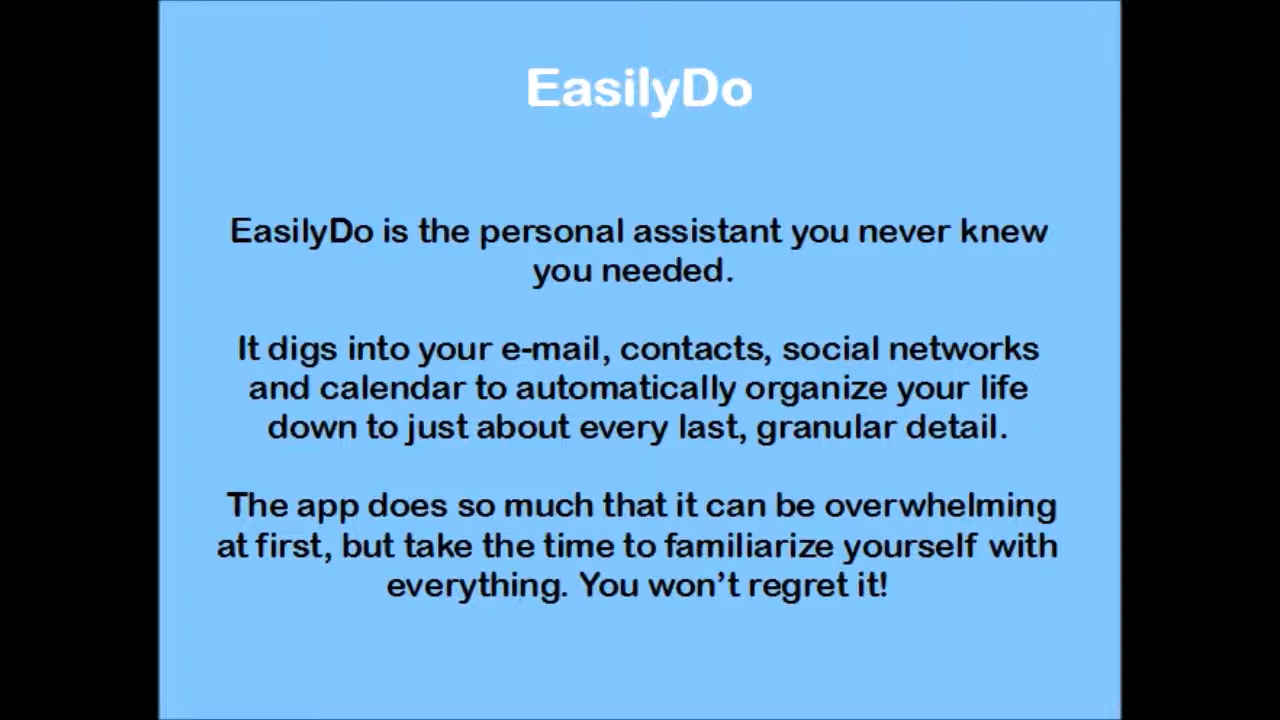 EasilyDo
EasilyDo is the personal assistant you never knew
you needed.
It digs into your e-mail, contacts, social networks
and calendar to automatically organize your life
down to just about every last, granular detail.
The app does so much that it can be overwhelming
at first, but take the time to familiarize yourself with
everything. You won’t regret it!